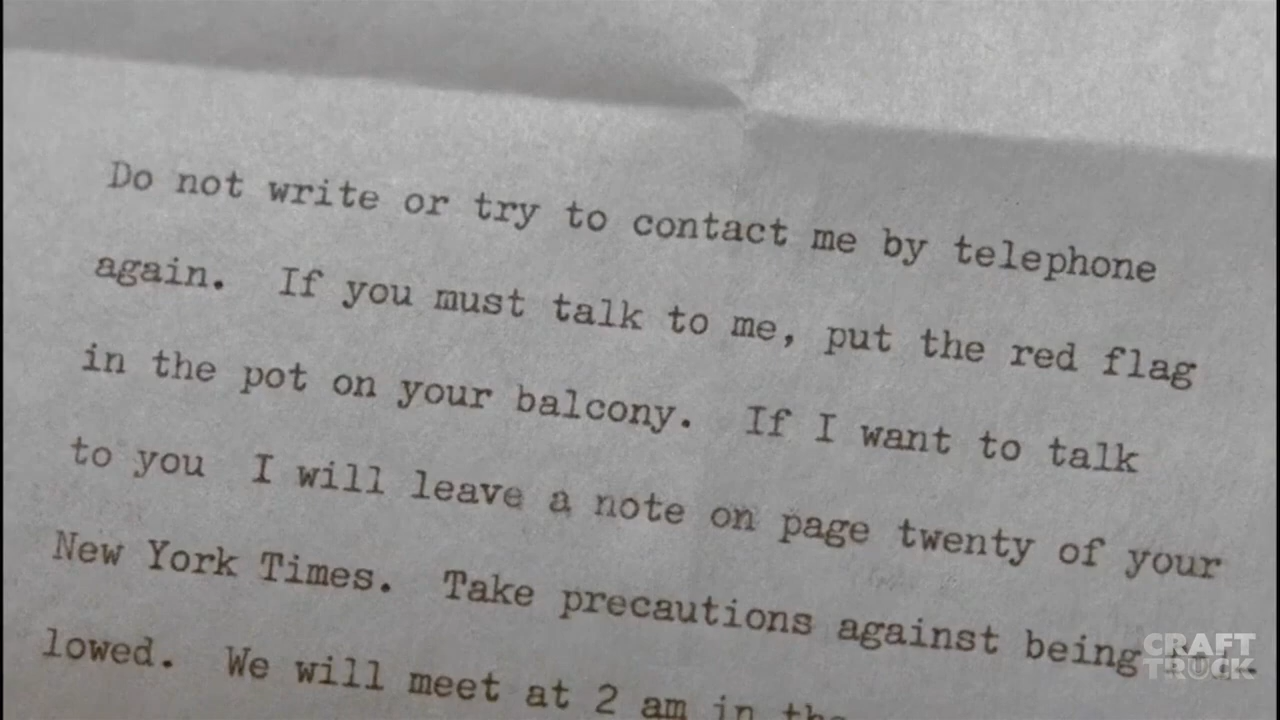 Do not write or try to contact me by telephone
again. If you must talk to me, put the red flag
in the pot on your balcony. If I want to talk
to you I will leave a note on page twenty of your
New York Times. Take precautions against being
lowed. We will meet at 2 am in the
CRAFT
TRUCK